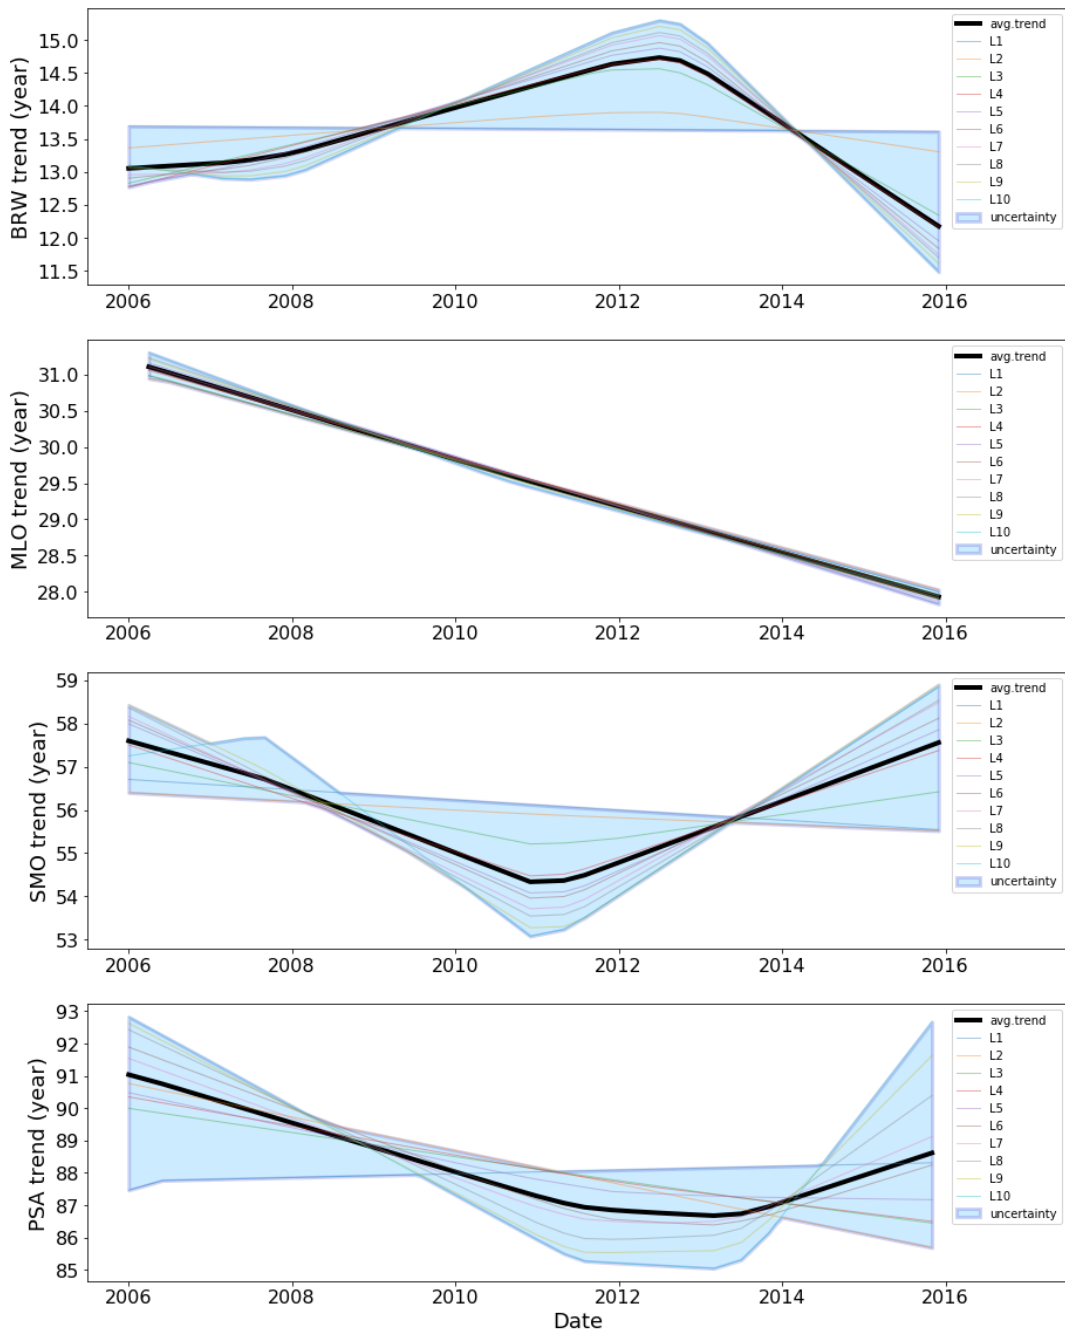 BRW trend (year)
15.0
14.5
14.0
13.5
13.0
12.5
12.0
11.5
2006 2008 2010 2012 2014 2016
avg.trend
L1
L2
L3
L4
L5
L6
L7
L8
L9
L10
uncertainty
MLO trend (year)
31.0
30.5
30.0
29.5
29.0
28.5
28.0
2006 2008 2010 2012 2014 2016
avg.trend
L1
L2
L3
L4
L5
L6
L7
L8
L9
L10
uncertainty
SMO trend (year)
59
58
57
56
55
54
53
2006 2008 2010 2012 2014 2016
avg.trend
L1
L2
L3
L4
L5
L6
L7
L8
L9
L10
uncertainty
PSA trend (year)
93
92
91
90
89
88
87
86
85
2006 2008 2010 2012 2014 2016
avg.trend
L1
L2
L3
L4
L5
L6
L7
L8
L9
L10
uncertainty
Date